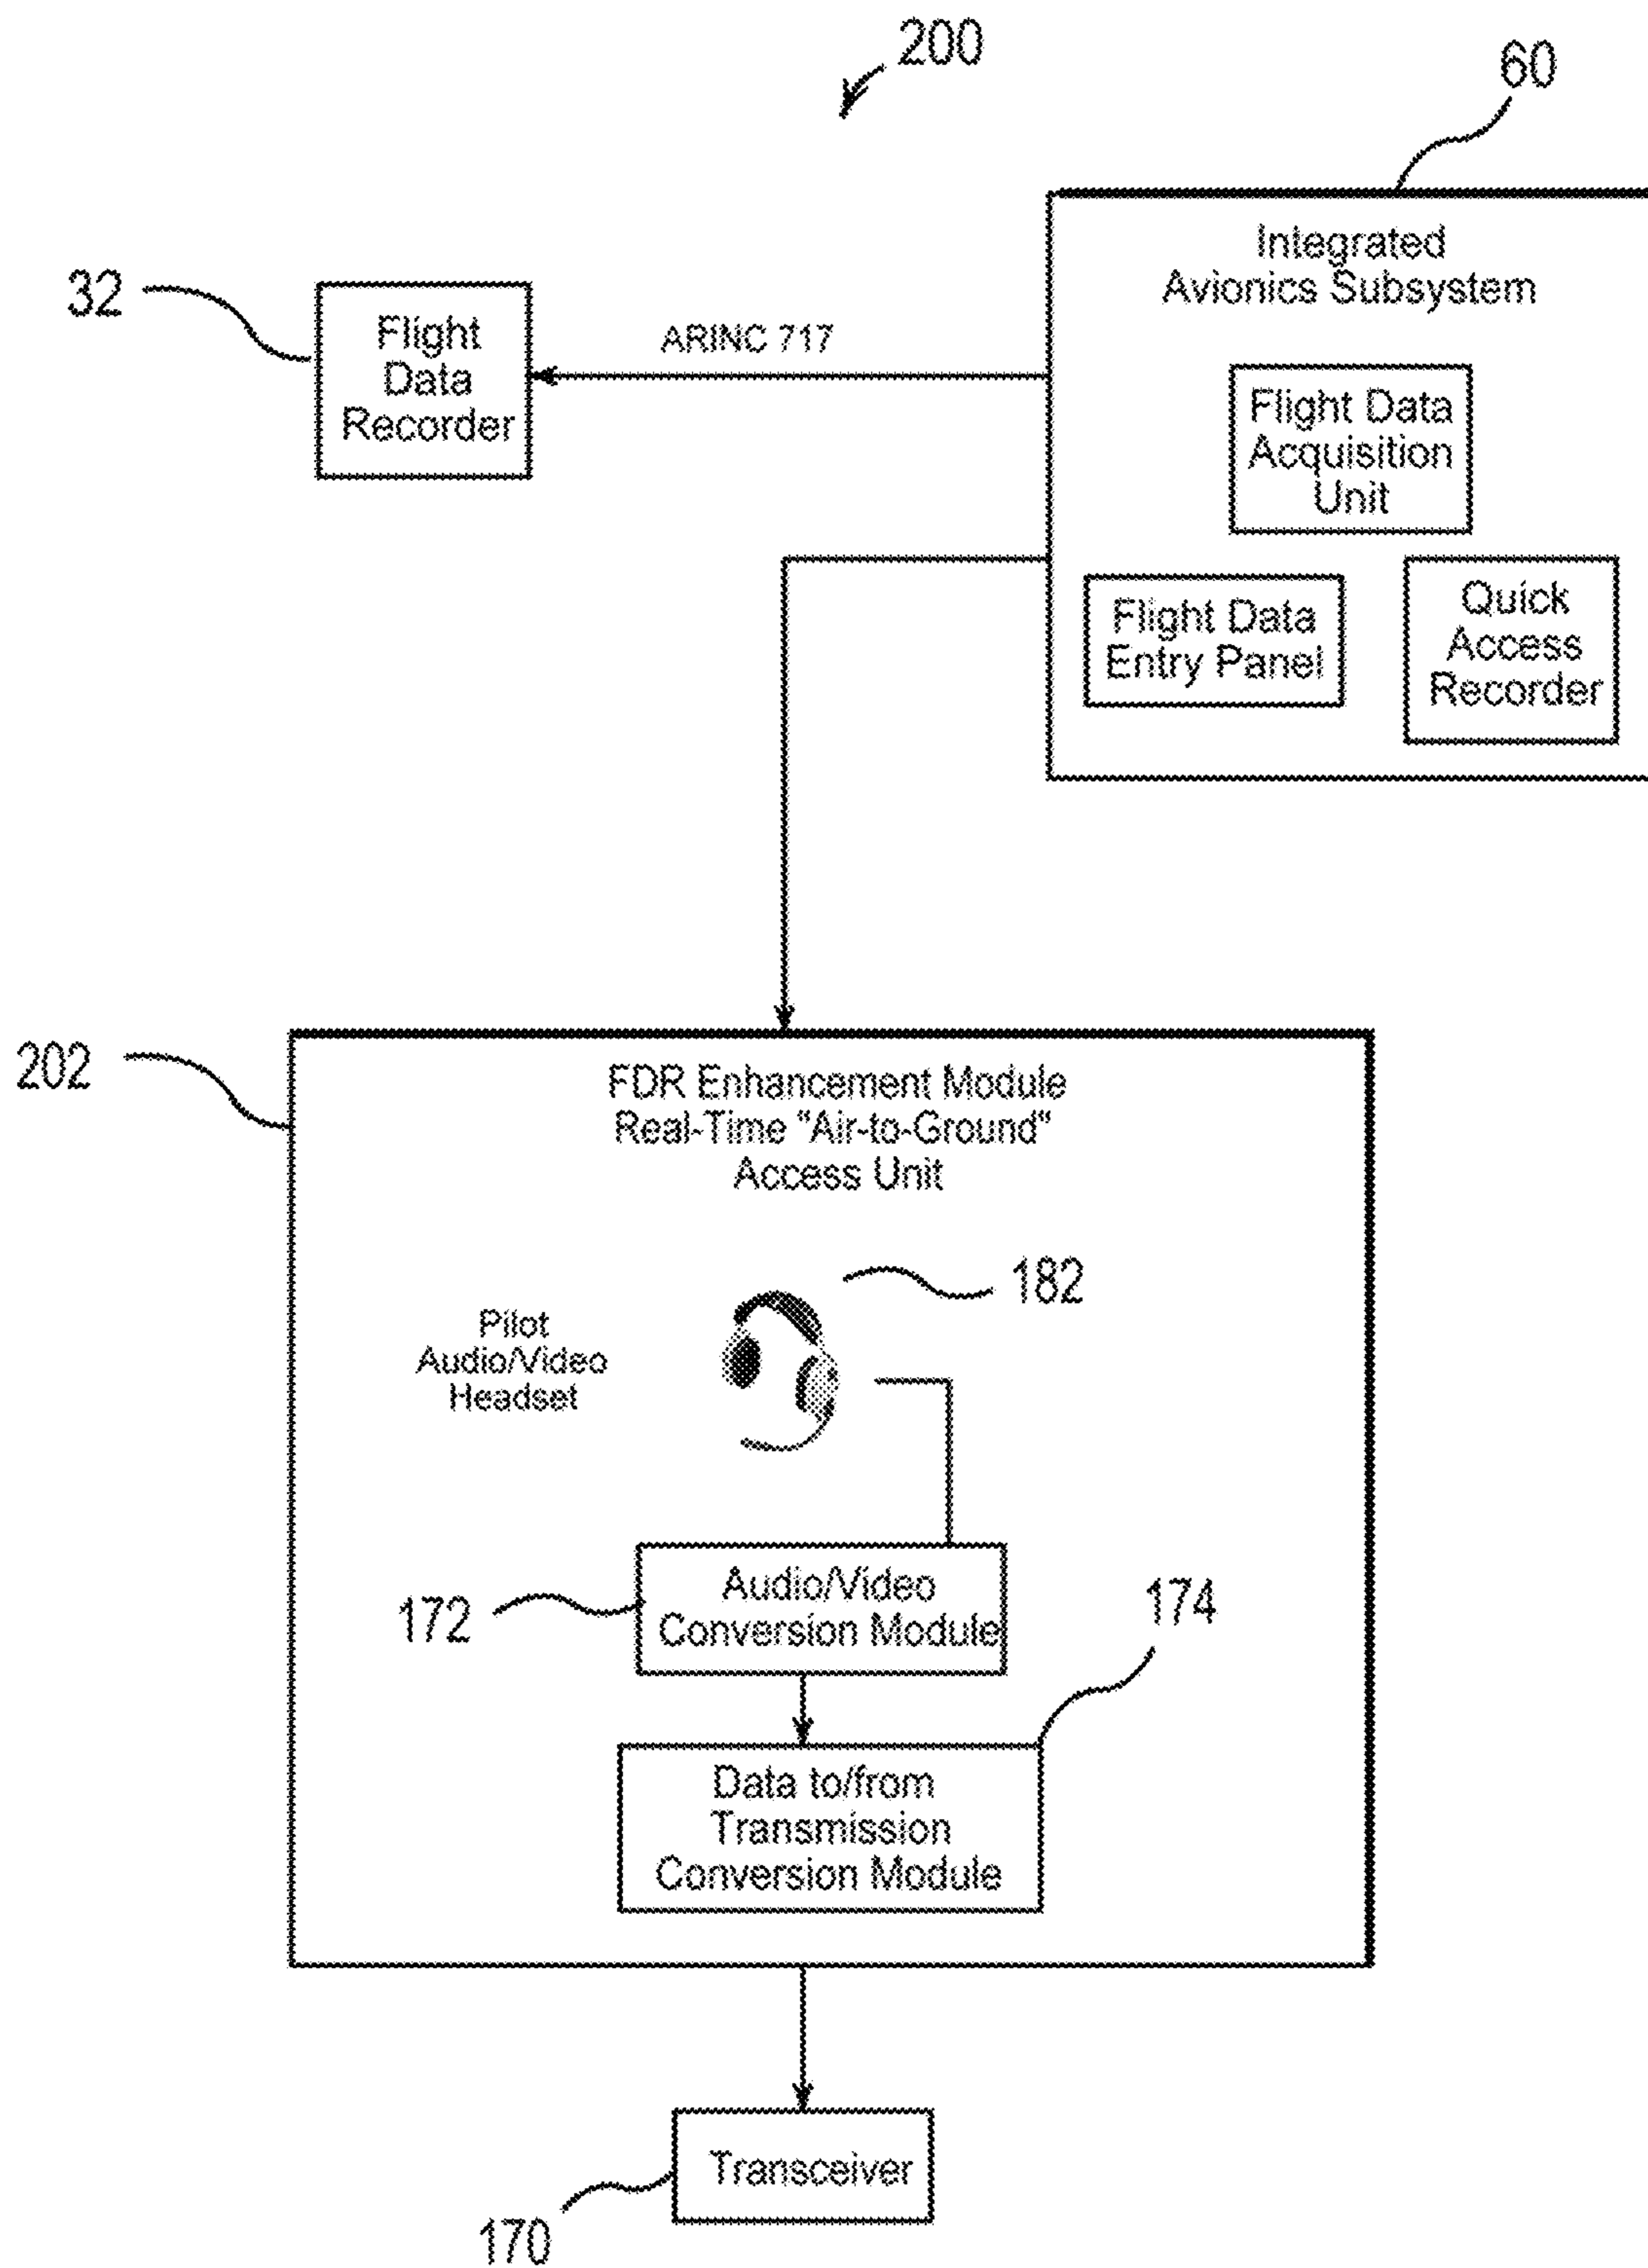 200
60
Integrated
Avionics Subsystem
32
Flight
Data
Recorder
ARINC 717
Flight Data
Acquisition
Unit
Flight Data
Entry Panel
Quick
Access
Recorder
202
FDR Enhancement Module
Real-Time "Air-to-Ground"
Access Unit
182
Pilot
Audio/Video
Headset
172
Audio/Video
Conversion Module
174
Data to/from
Transmission
Conversion Module
Transceiver
170